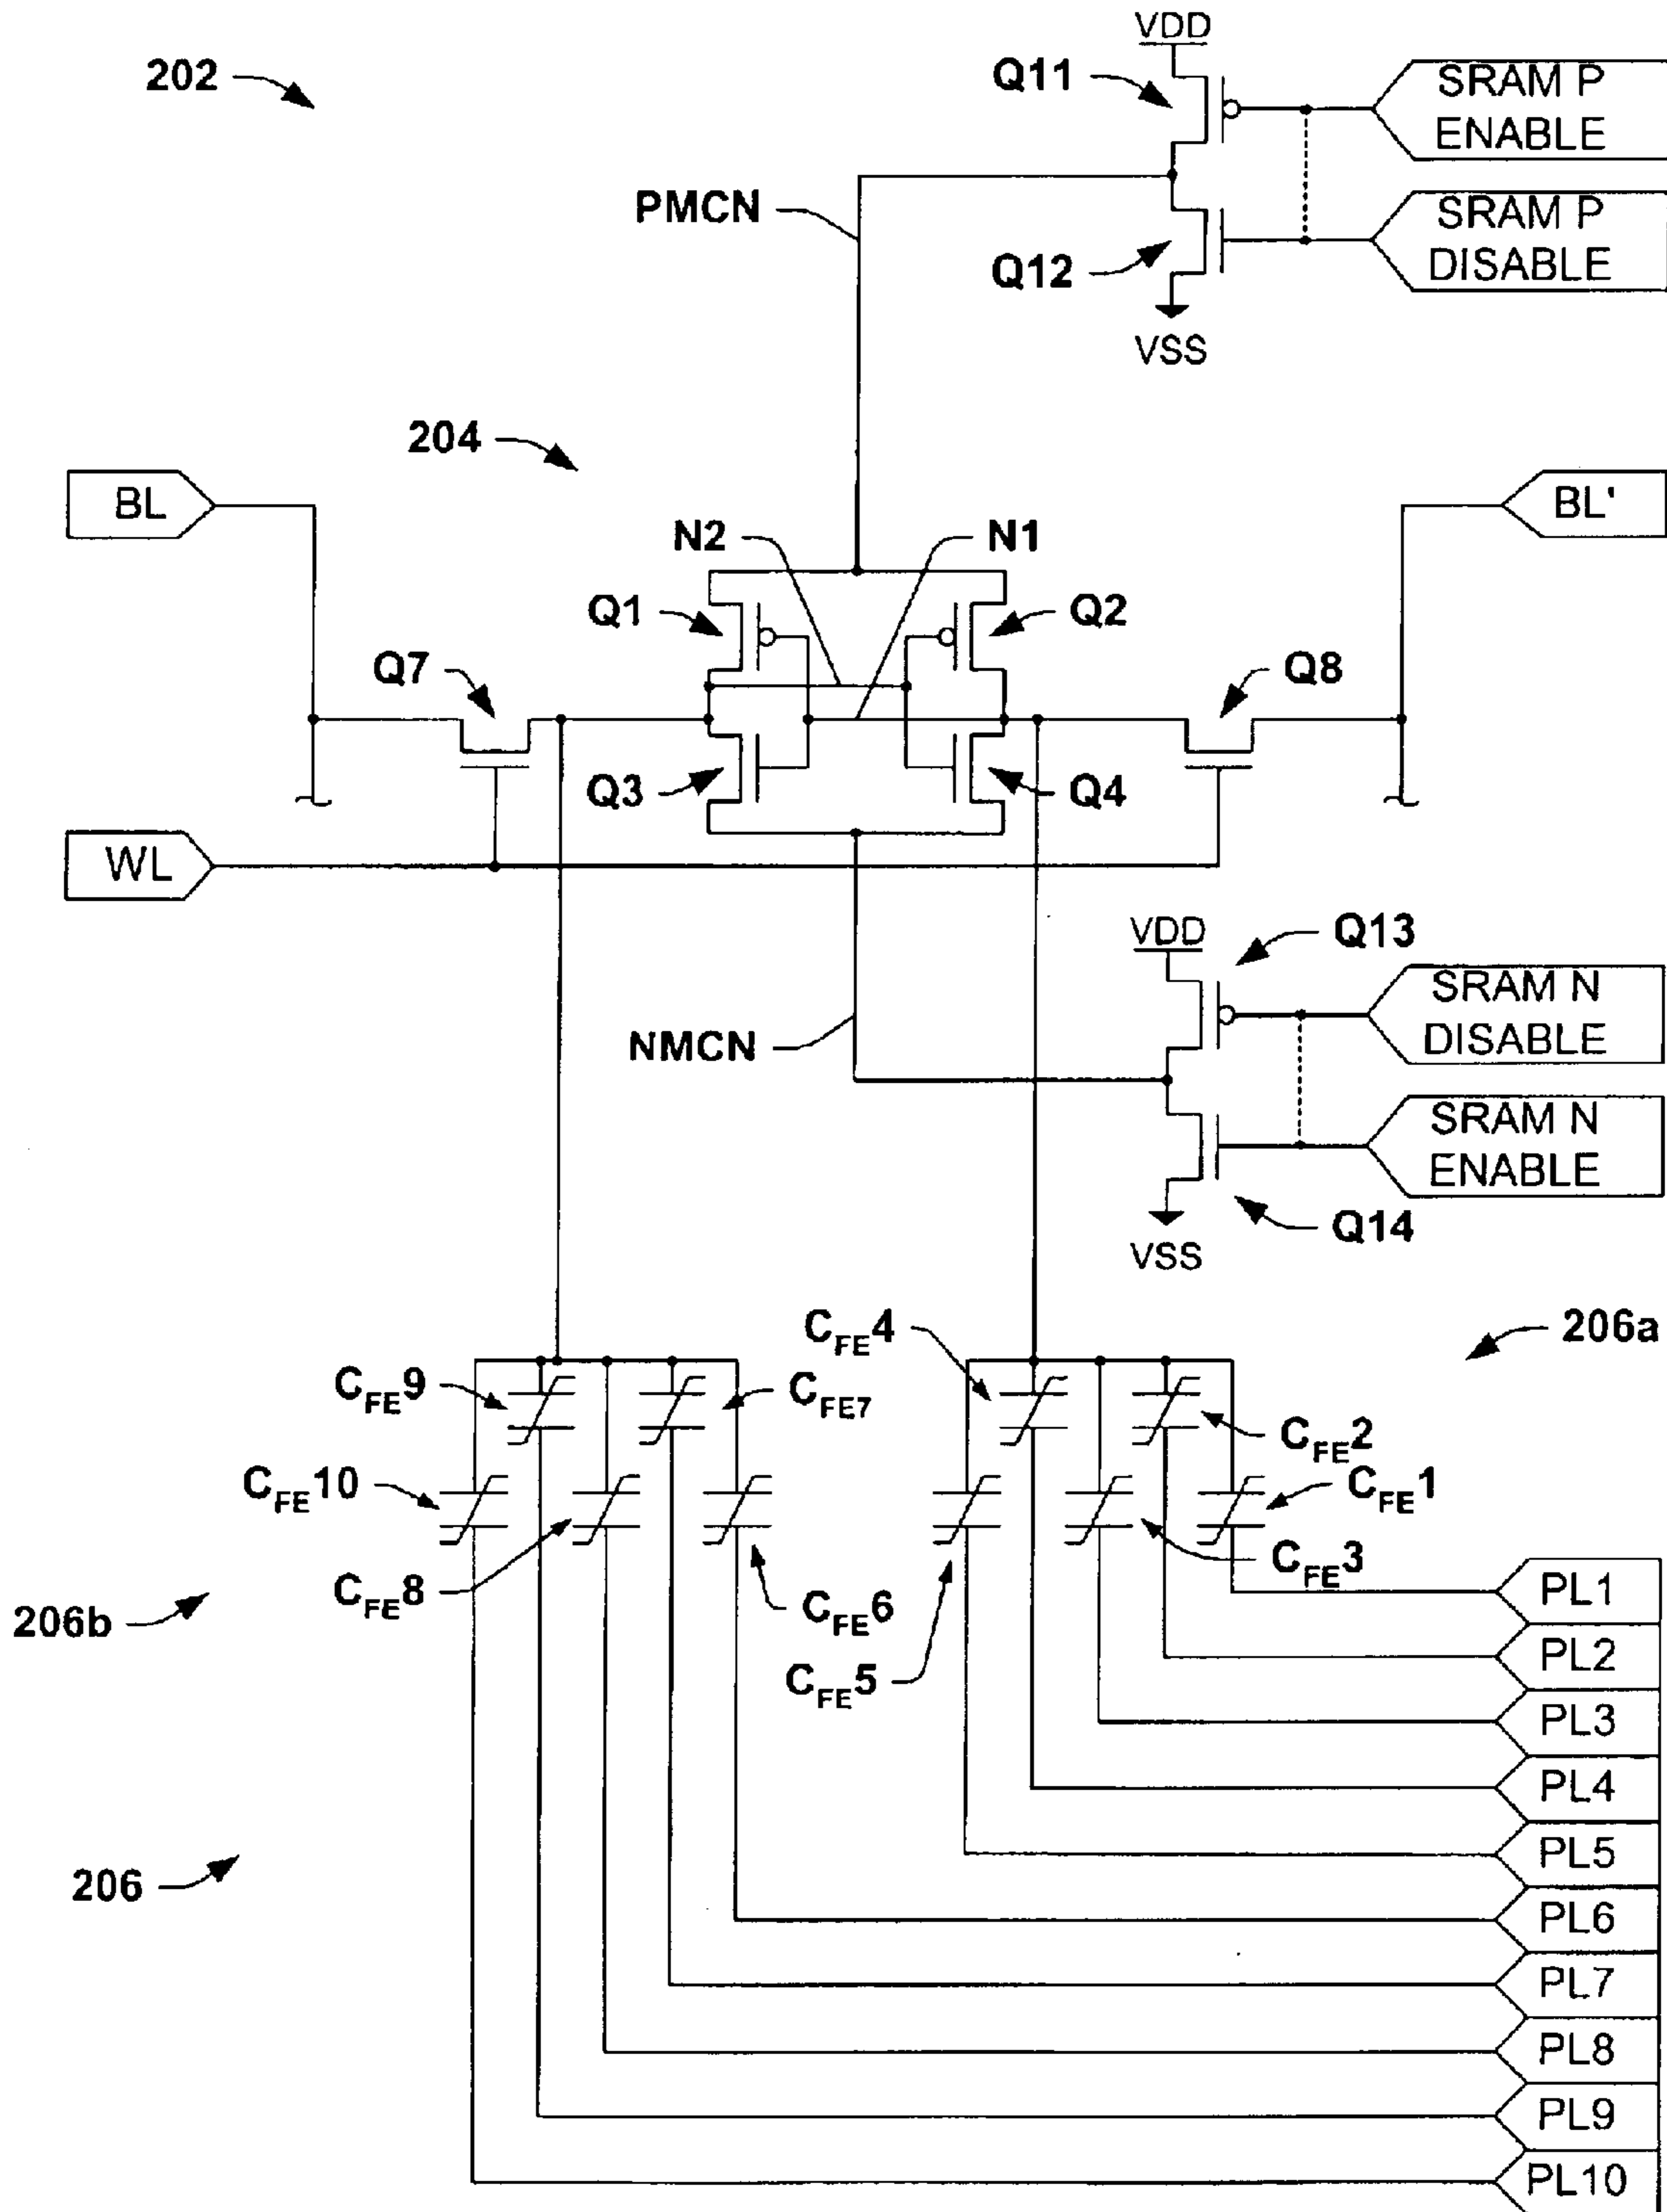 VDD
202
Q11
SRAM P
ENABLE
PMCN
SRAM P
DISABLE
Q12
VSS
204
BL
BL'
N2
N1
Q1
Q2
Q7
Q8
Q3
Q4
WL
VDD
Q13
SRAM N
DISABLE
NMCN
SRAM N
ENABLE
Q14
VSS
CFE4
206a
CFE9
CFE7
CFE2
CFE10
CFE1
CFE3
CFE8
CFE6
206b
CFE5
PL1
PL2
PL3
PL4
PL5
206
PL6
PL7
PL8
PL9
PL10